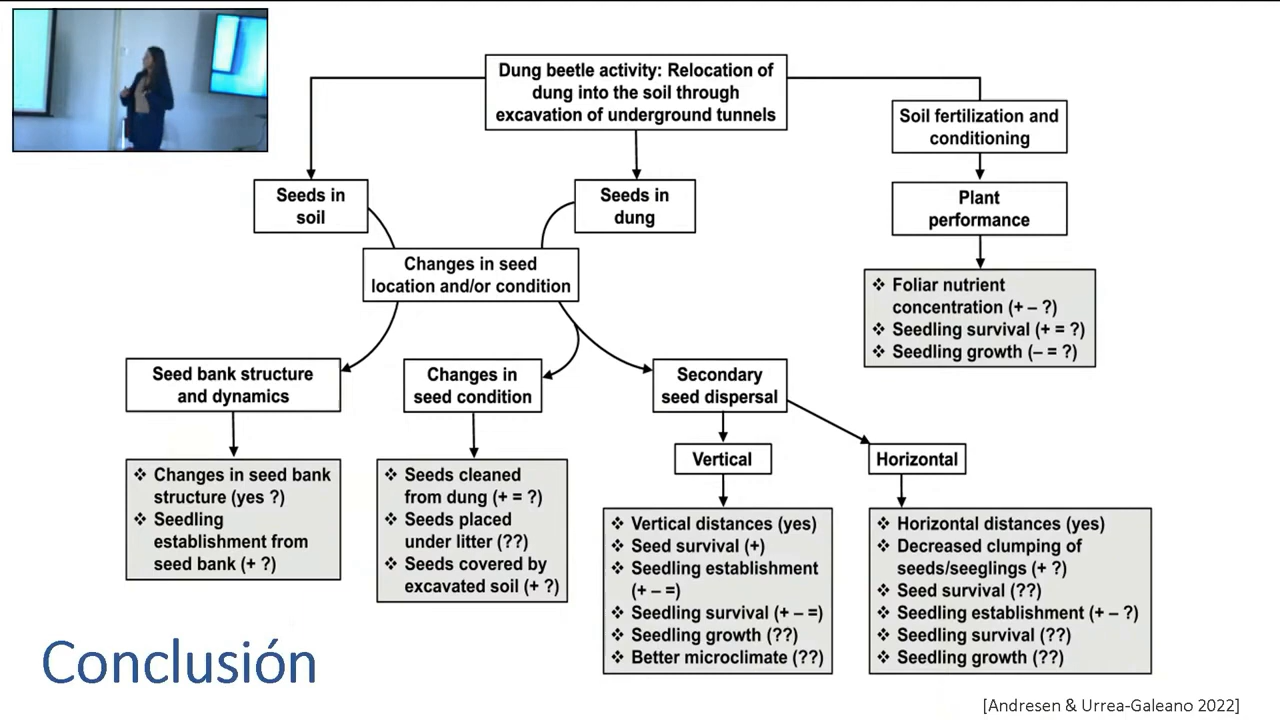 Dung beetle activity: Relocation of
dung into the soil through
excavation of underground tunnels
Soil fertilization and
conditioning
Seeds in
soil
Seeds in
dung
Plant
performance
Changes in seed
location and/or condition
❖ Foliar nutrient
concentration (+ – ?)
❖ Seedling survival (+ = ?)
❖ Seedling growth (– = ?)
Seed bank structure
and dynamics
Changes in
seed condition
Secondary
seed dispersal
Vertical
Horizontal
❖ Changes in seed bank
structure (yes ?)
❖ Seedling
establishment from
seed bank (+ ?)
❖ Seeds cleaned
from dung (+ = ?)
❖ Seeds placed
under litter (??)
❖ Seeds covered by
excavated soil (+ ?)
❖ Vertical distances (yes)
❖ Seed survival (+)
❖ Seedling establishment
(+ – =)
❖ Seedling survival (+ – =)
❖ Seedling growth (??)
❖ Better microclimate (??)
❖ Horizontal distances (yes)
❖ Decreased clumping of
seeds/seeglings (+ ?)
❖ Seed survival (??)
❖ Seedling establishment (+ – ?)
❖ Seedling survival (??)
❖ Seedling growth (??)
Conclusión
[Andresen & Urrea-Galeano 2022]